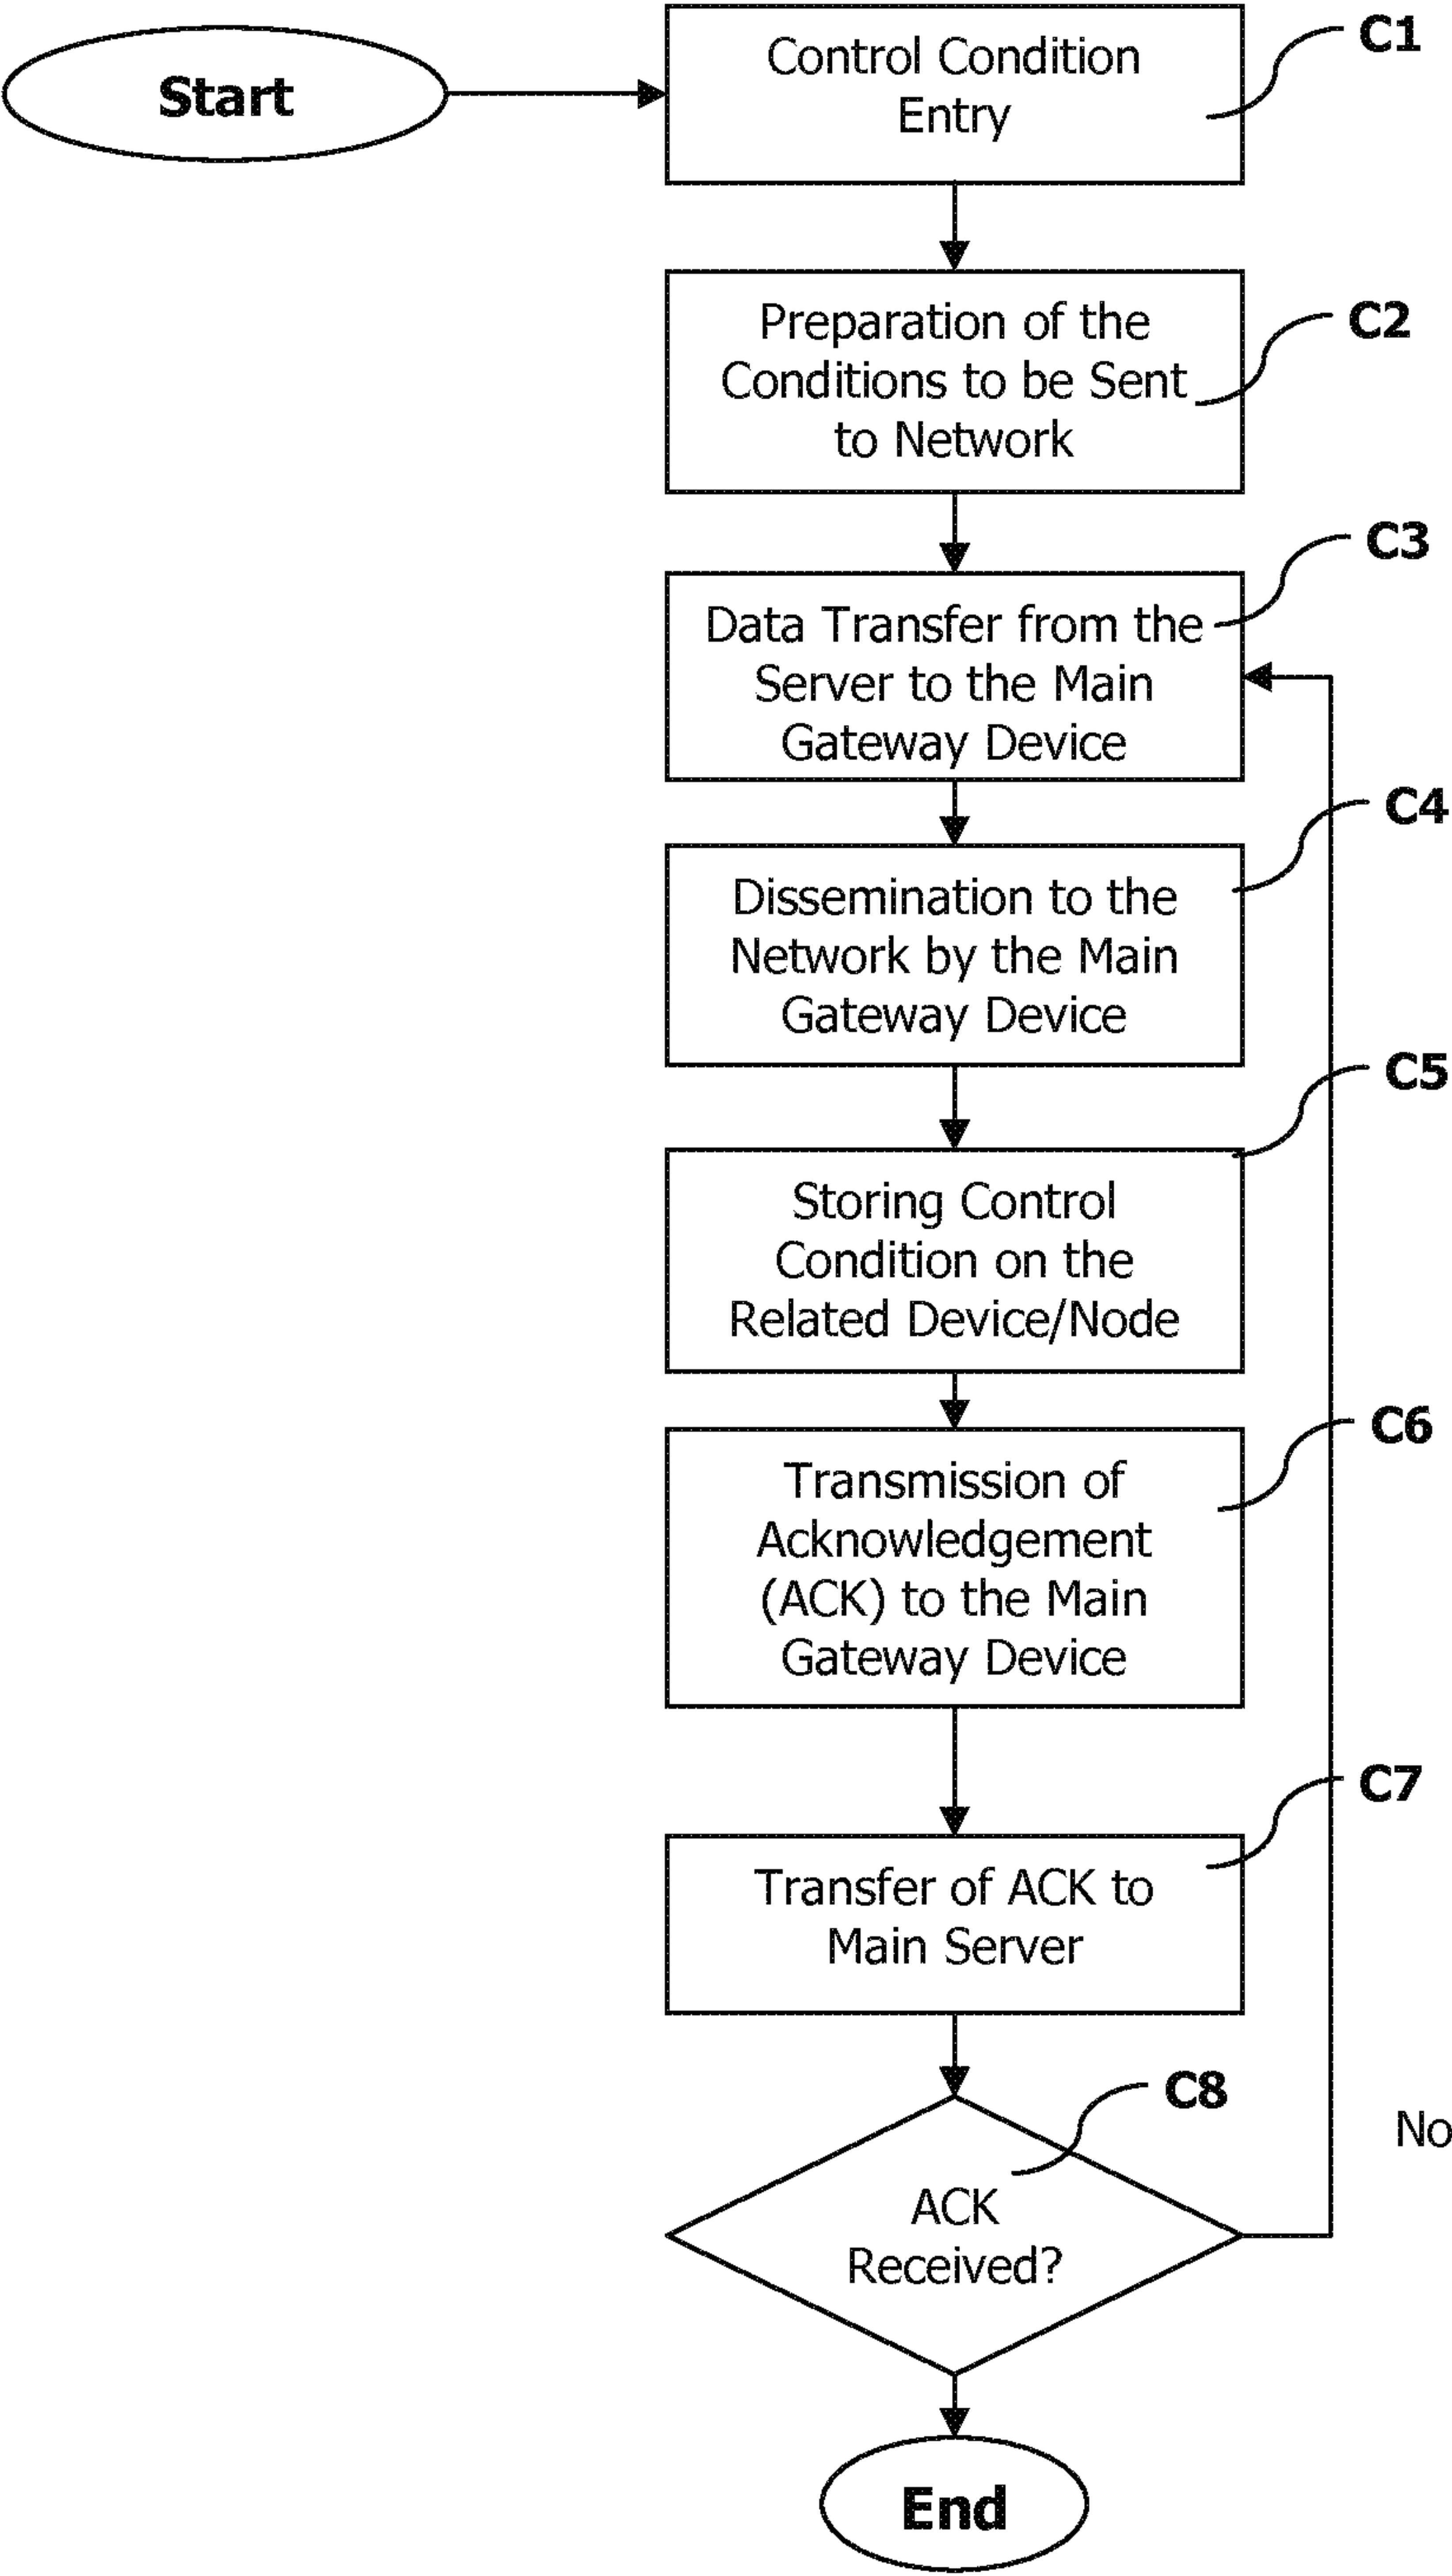 Start
Control Condition
Entry
C1
Preparation of the
Conditions to be Sent
to Network
C2
Data Transfer from the
Server to the Main
Gateway Device
C3
Dissemination to the
Network by the Main
Gateway Device
C4
Storing Control
Condition on the
Related Device/Node
C5
Transmission of
Acknowledgement
(ACK) to the Main
Gateway Device
C6
Transfer of ACK to
Main Server
C7
ACK
Received?
C8
No
End